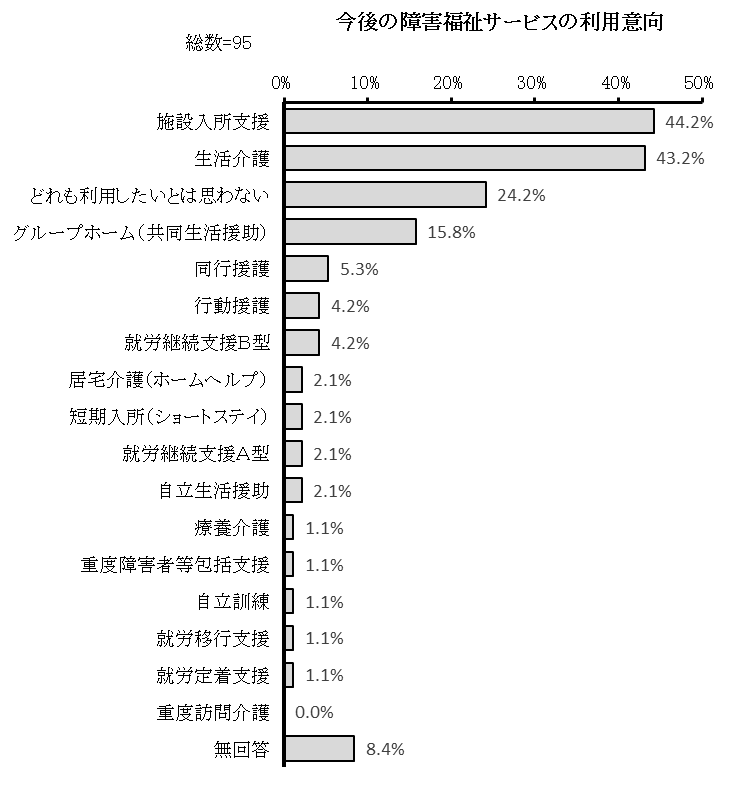 今後の障害福祉サービスの利用意向
総数=95
0% 10% 20% 30% 40% 50%
施設入所支援 44.2%
生活介護 43.2%
どれも利用したいとは思わない 24.2%
グループホーム(共同生活援助) 15.8%
同行援護 5.3%
行動援護 4.2%
就労継続支援B型 4.2%
居宅介護(ホームヘルプ) 2.1%
短期入所(ショートステイ) 2.1%
就労継続支援A型 2.1%
自立生活援助 2.1%
療養介護 1.1%
重度障害者等包括支援 1.1%
自立訓練 1.1%
就労移行支援 1.1%
就労定着支援 1.1%
重度訪問介護 0.0%
無回答 8.4%